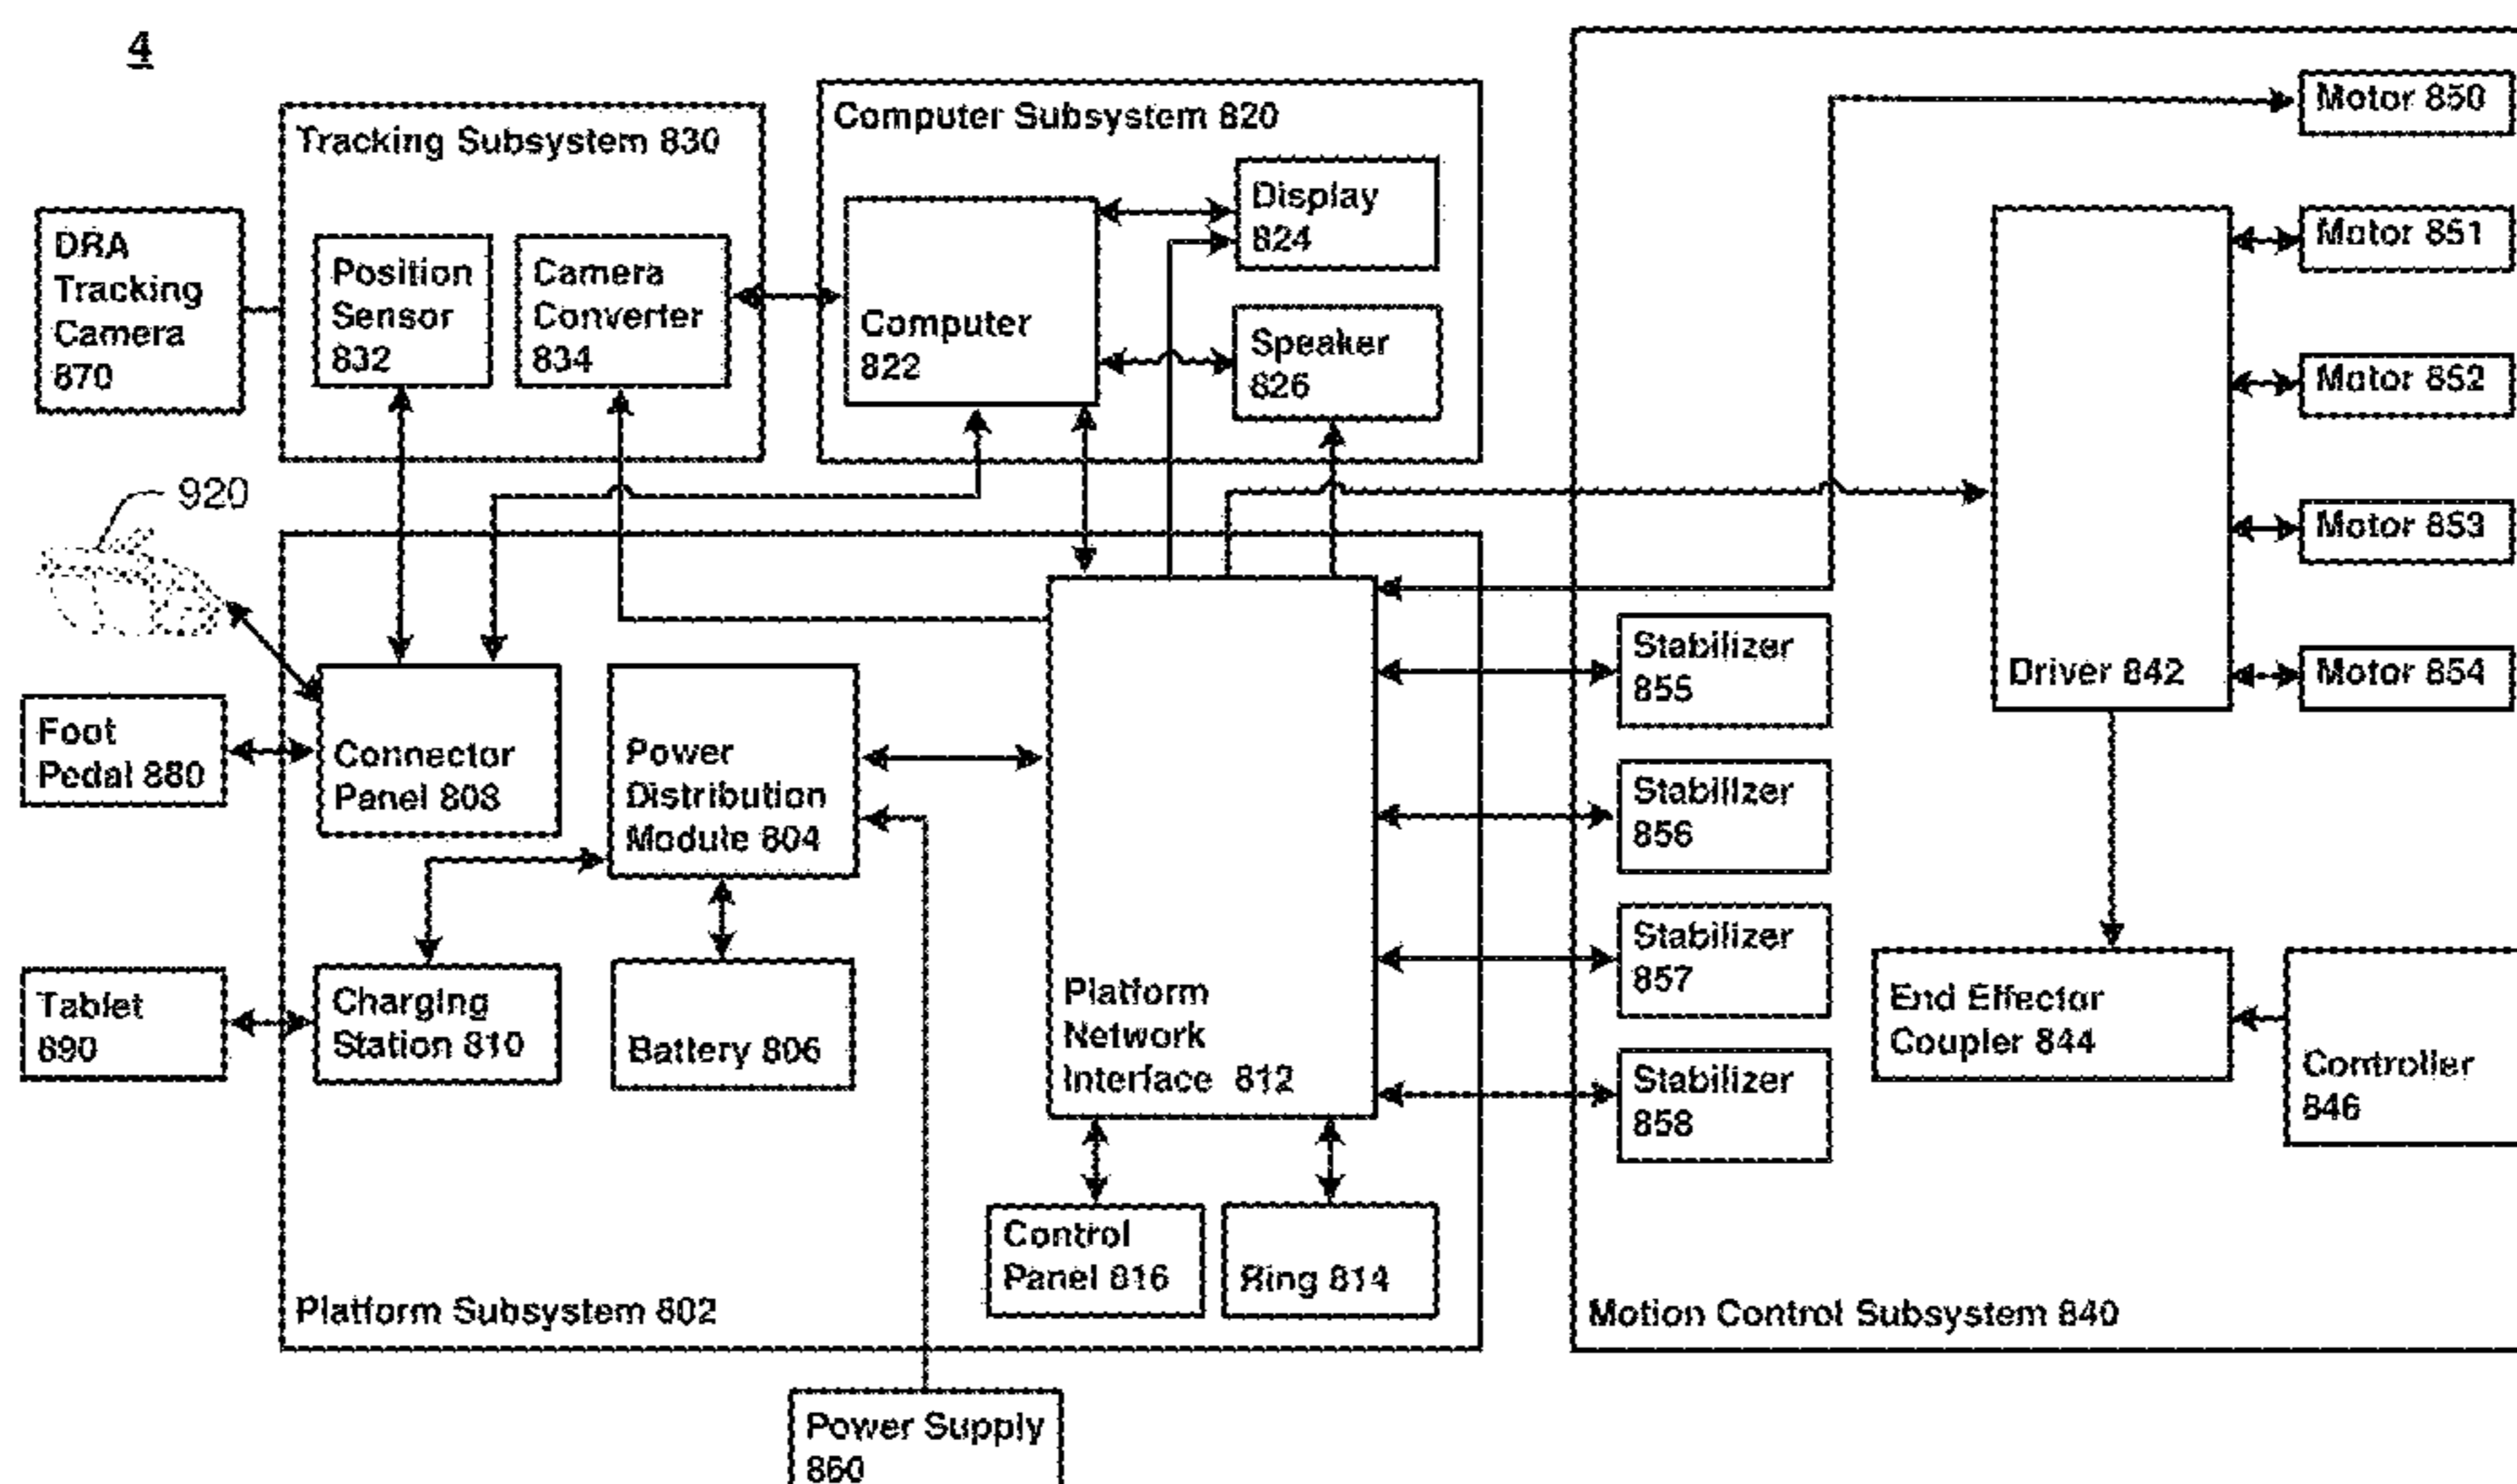 4
Tracking Subsystem 830
Computer Subsystem 820
DRA
Tracking
Camera
870
Position
Sensor
832
Camera
Converter
834
Computer
822
Display
824
Speaker
826
Motor 850
Motor 851
Motor 852
Motor 853
Motor 854
Driver 842
920
Foot
Pedal 880
Connector
Panel 808
Power
Distribution
Module 804
Tablet
890
Charging
Station 810
Battery 806
Platform
Network
Interface 812
Stabilizer
855
Stabilizer
856
Stabilizer
857
Stabilizer
858
End Effector
Coupler 844
Controller
846
Control
Panel 816
Ring 814
Platform Subsystem 802
Motion Control Subsystem 840
Power Supply
860